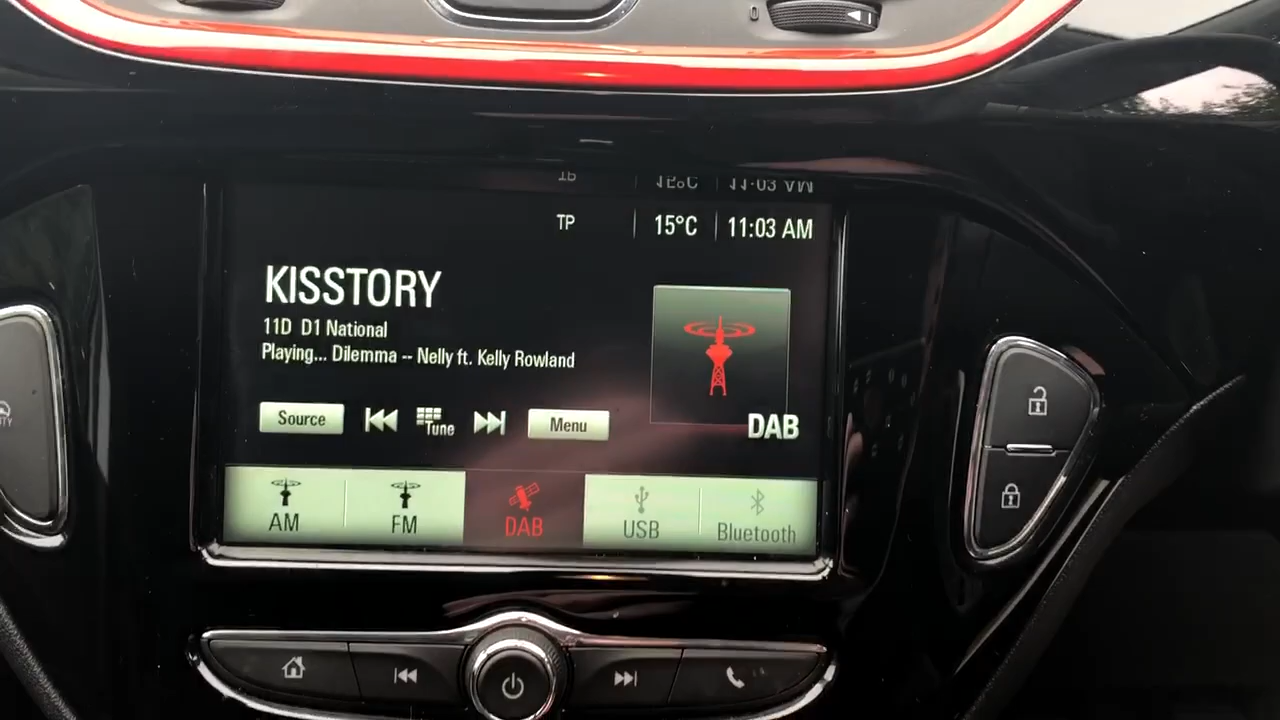 0
TP 15°C 11:03 AM
KISSTORY
11D D1 National
Playing... Dilemma -- Nelly ft. Kelly Rowland
Source Tune Menu
DAB
AM FM DAB USB Bluetooth